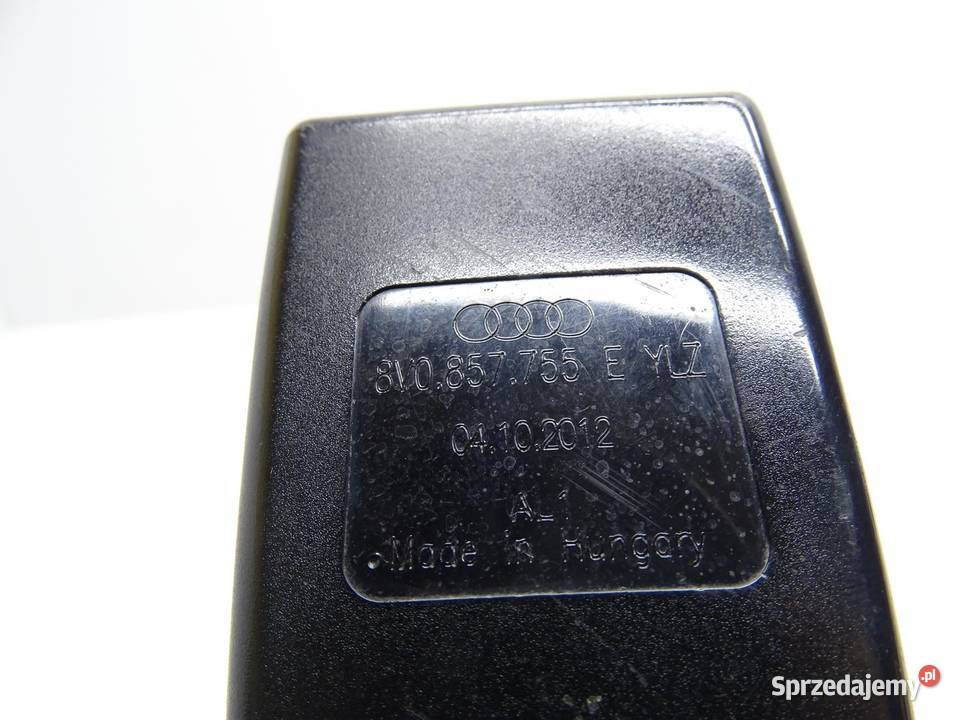 8V0.857.755 E YLZ
04.10.2012
AL1
Made in Hungary
Sprzedajemy.pl